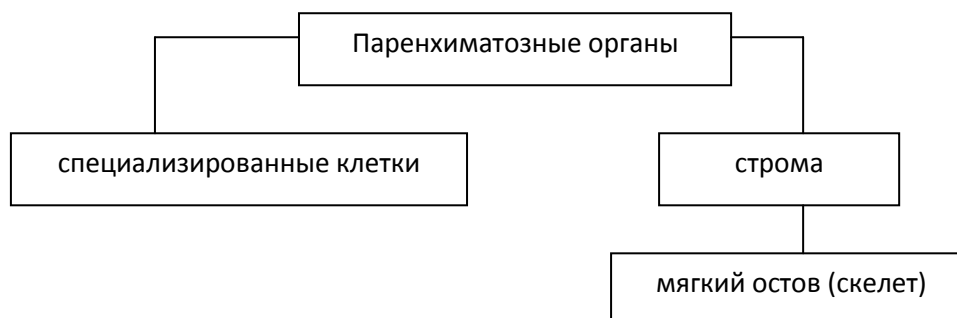 Паренхиматозные органы
специализированные клетки
строма
мягкий остов (скелет)